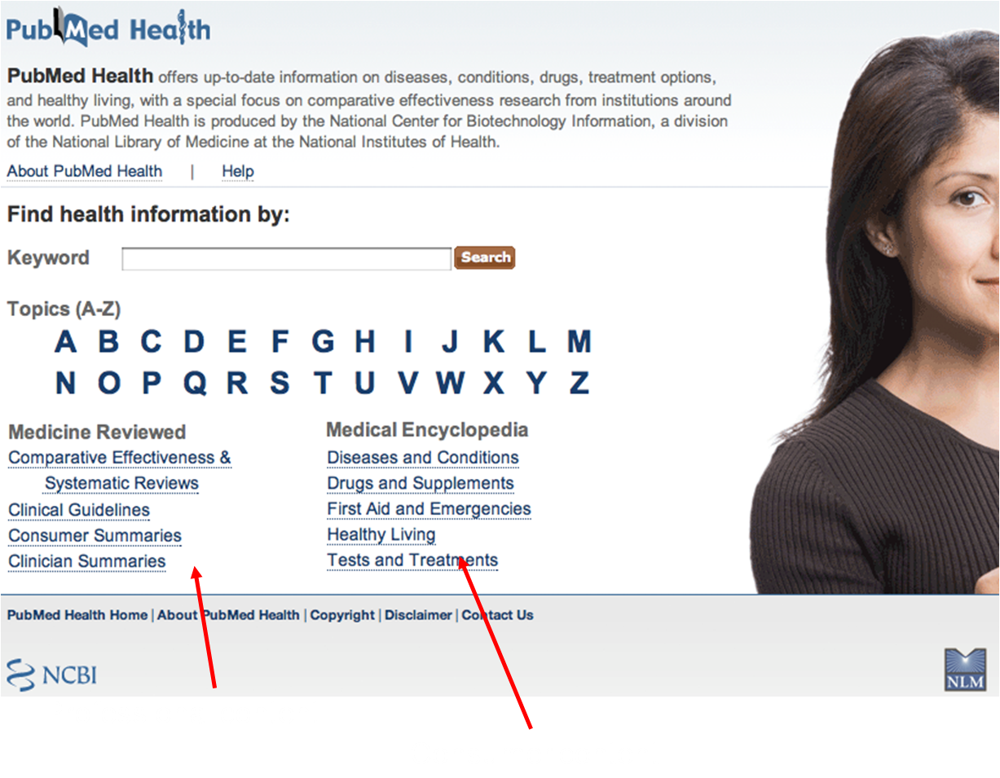 PubMed Health
PubMed Health offers up-to-date information on diseases, conditions, drugs, treatment options,
and healthy living, with a special focus on comparative effectiveness research from institutions around
the world. PubMed Health is produced by the National Center for Biotechnology Information, a division
of the National Library of Medicine at the National Institutes of Health.
About PubMed Health | Help
Find health information by:
Keyword Search
Topics (A-Z)
A B C D E F G H I J K L M
N O P Q R S T U V W X Y Z
Medicine Reviewed
Comparative Effectiveness &
Systematic Reviews
Clinical Guidelines
Consumer Summaries
Clinician Summaries
Medical Encyclopedia
Diseases and Conditions
Drugs and Supplements
First Aid and Emergencies
Healthy Living
Tests and Treatments
PubMed Health Home | About PubMed Health | Copyright | Disclaimer | Contact Us
NCBI
NLM